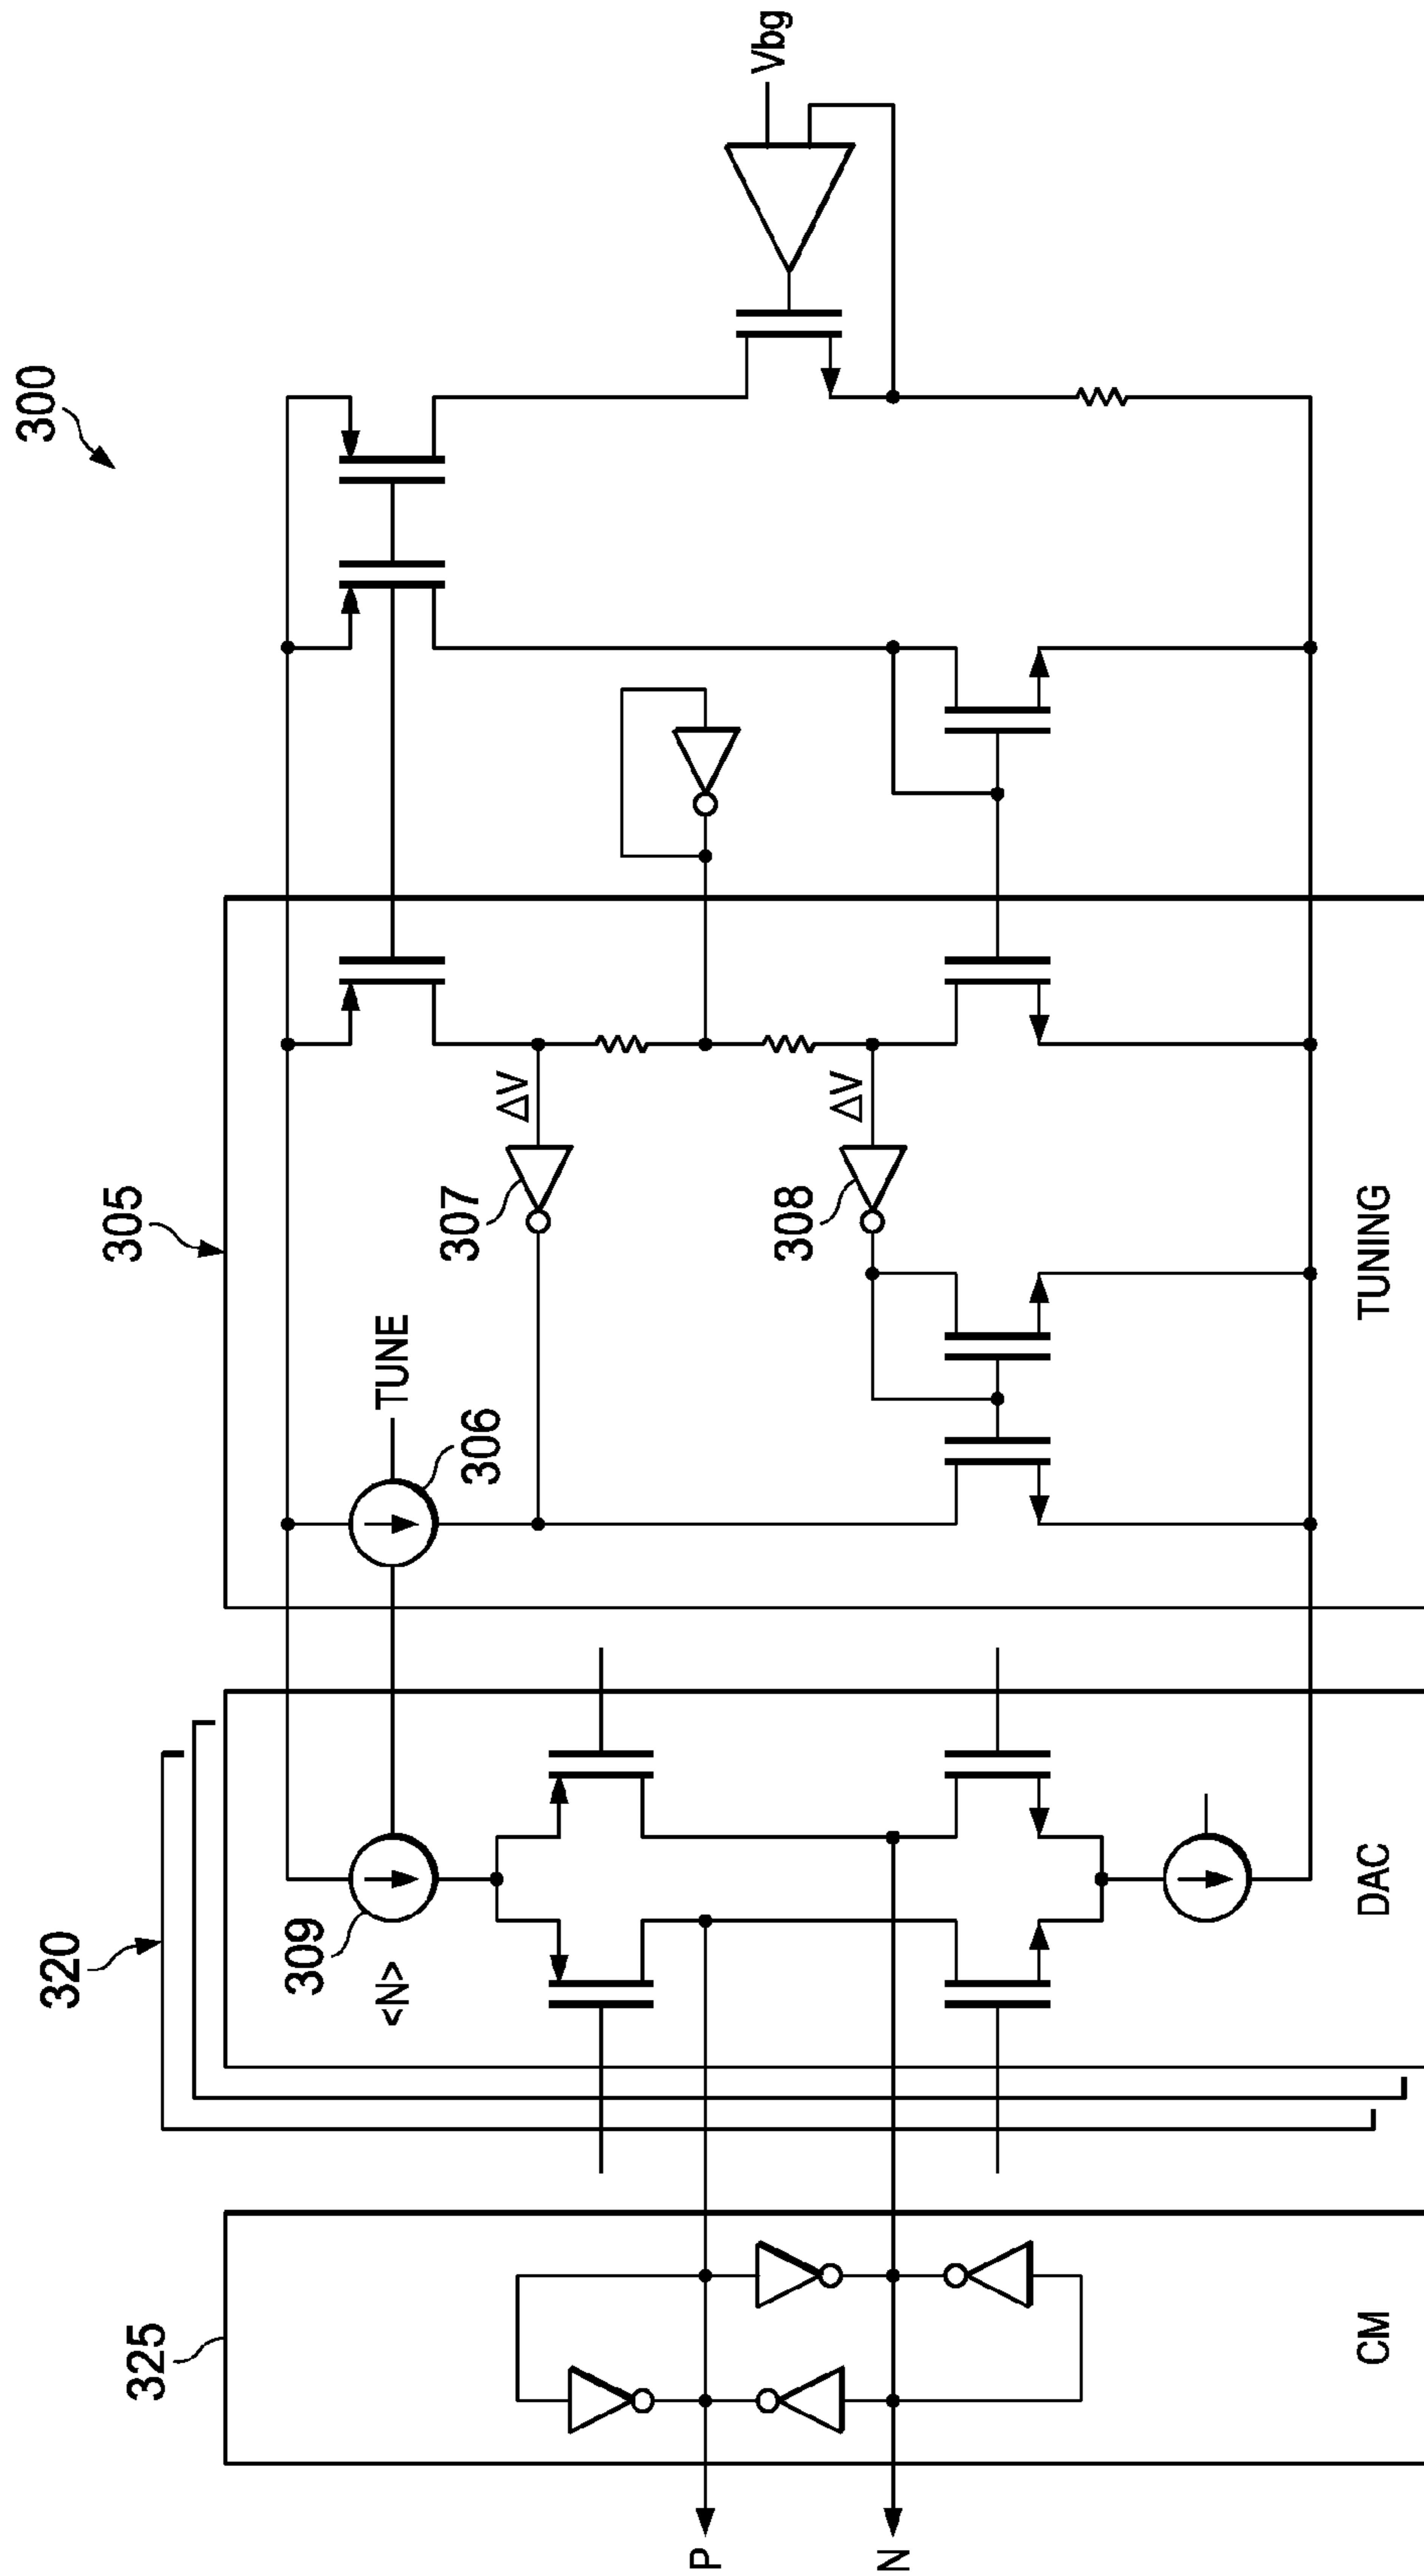 300
Vbg
305
TUNE
306
307
ΔV
308
ΔV
TUNING
320
309
<N>
DAC
325
CM
P
N